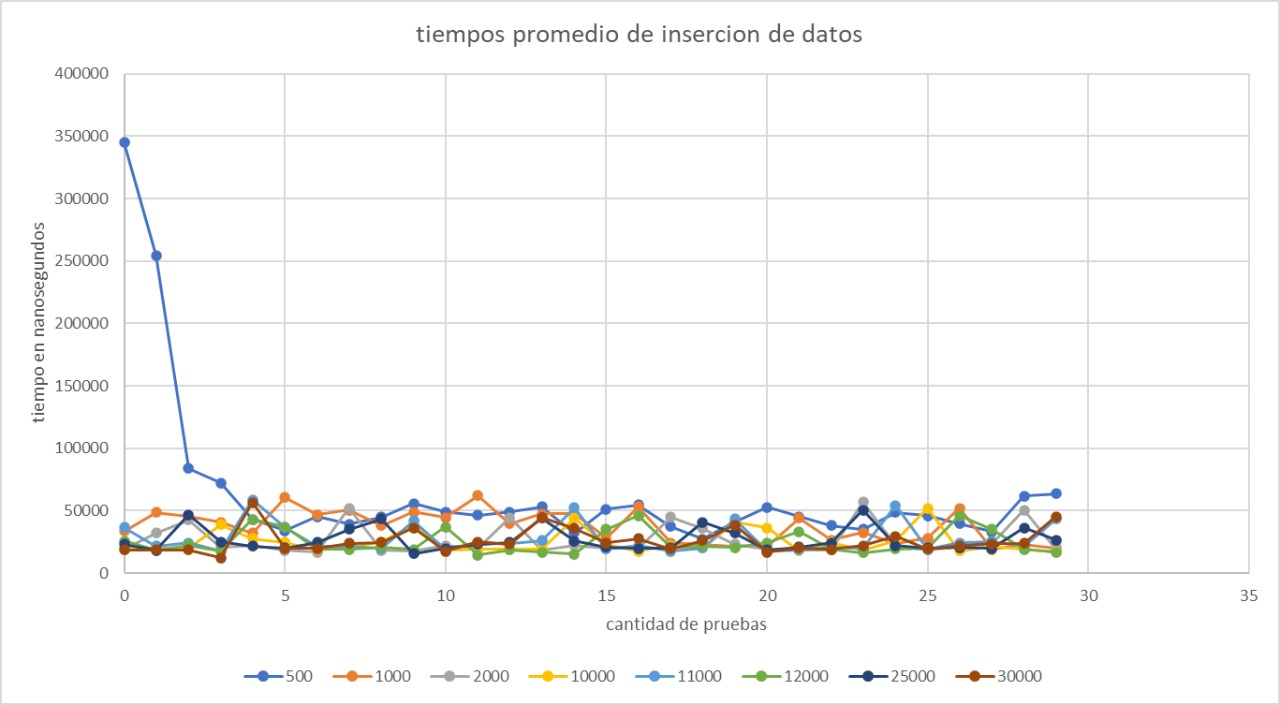 tiempos promedio de insercion de datos
400000
350000
300000
250000
200000
150000
100000
50000
0
tiempo en nanosegundos
0 5 10 15 20 25 30 35
cantidad de pruebas
500 1000 2000 10000 11000 12000 25000 30000